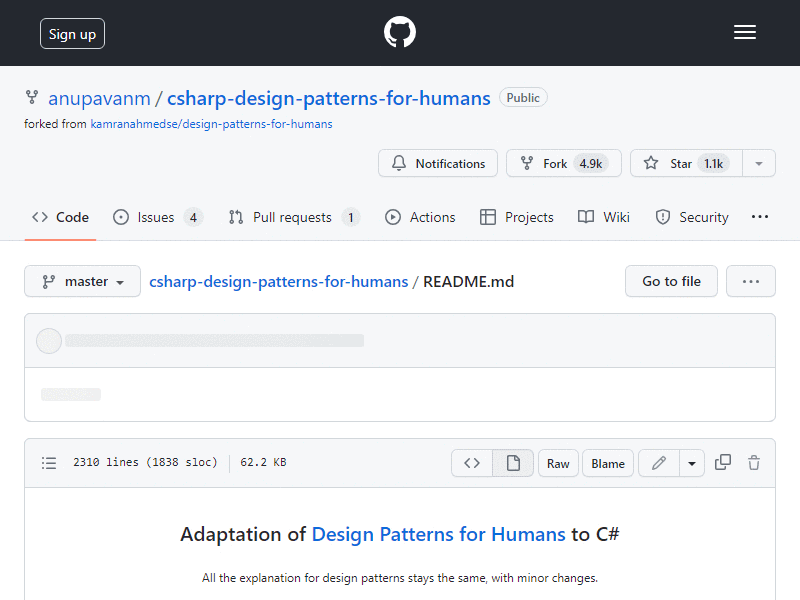 Sign up
anupavanm / csharp-design-patterns-for-humans Public
forked from kamranahmedse/design-patterns-for-humans
Notifications Fork 4.9k Star 1.1k
Code Issues 4 Pull requests 1 Actions Projects Wiki Security ...
master csharp-design-patterns-for-humans / README.md Go to file ...
2310 lines (1838 sloc) 62.2 KB <> Raw Blame
Adaptation of Design Patterns for Humans to C#
All the explanation for design patterns stays the same, with minor changes.